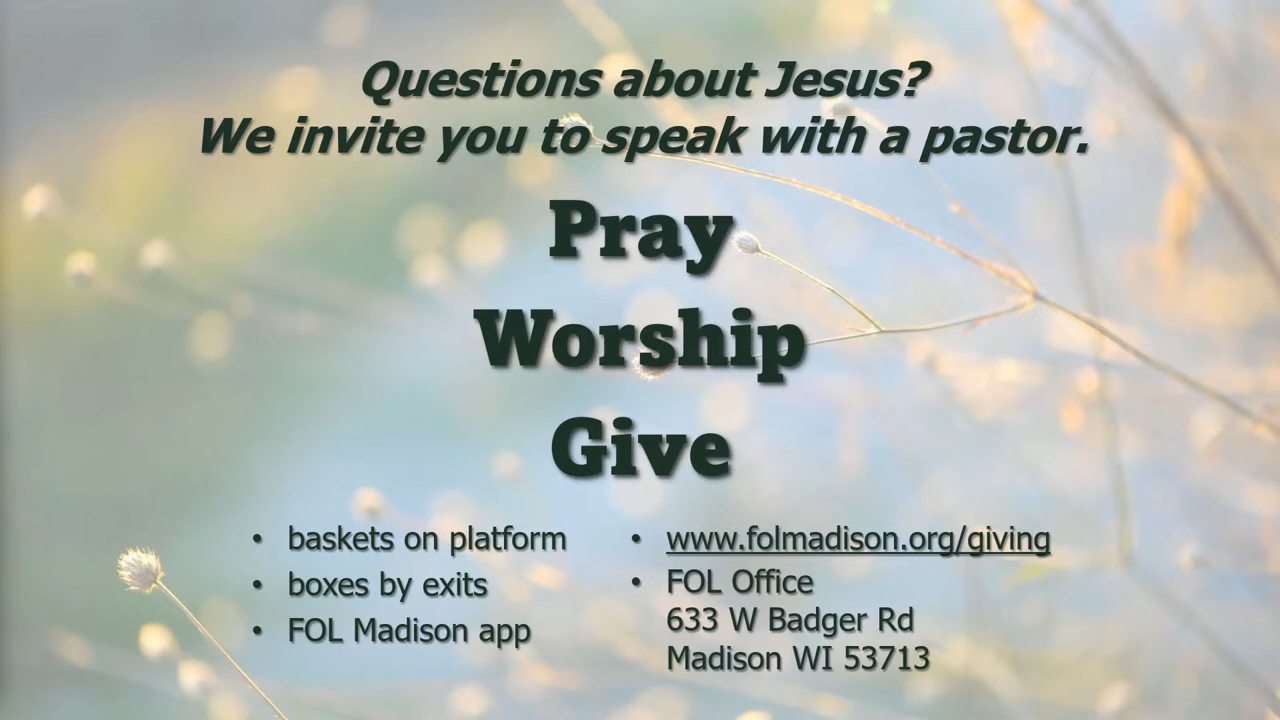 Questions about Jesus?
We invite you to speak with a pastor.
Pray
Worship
Give
• baskets on platform
• boxes by exits
• FOL Madison app
• www.folmadison.org/giving
• FOL Office
633 W Badger Rd
Madison WI 53713